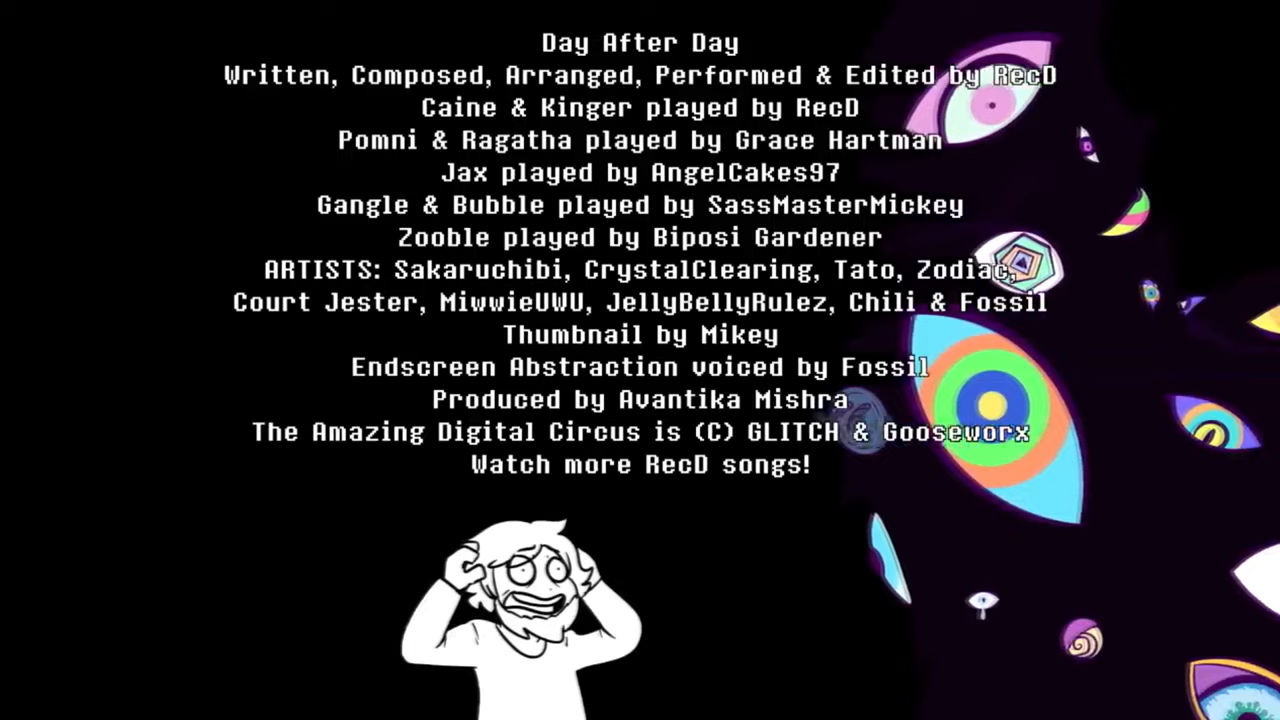 Day After Day
Written, Composed, Arranged, Performed & Edited by RecD
Caine & Kinger played by RecD
Pomni & Ragatha played by Grace Hartman
Jax played by AngelCakes97
Gangle & Bubble played by SassMasterMickey
Zooble played by Biposi Gardener
ARTISTS: Sakaruchibi, CrystalClearing, Tato, Zodiac,
Court Jester, MiwwieUWU, JellyBellyRulez, Chili & Fossil
Thumbnail by Mikey
Endscreen Abstraction voiced by Fossil
Produced by Avantika Mishra
The Amazing Digital Circus is (C) GLITCH & Gooseworx
Watch more RecD songs!